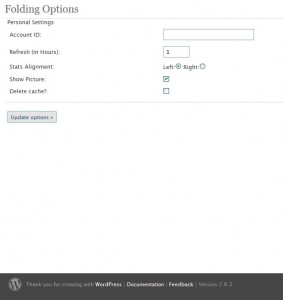 Folding Options
Personal Settings
Account ID:
Refresh (in Hours): 1
Stats Alignment: Left: Right:
Show Picture:
Delete cache?:
Update options »
Thank you for creating with WordPress | Documentation | Feedback | Version 2.9.2